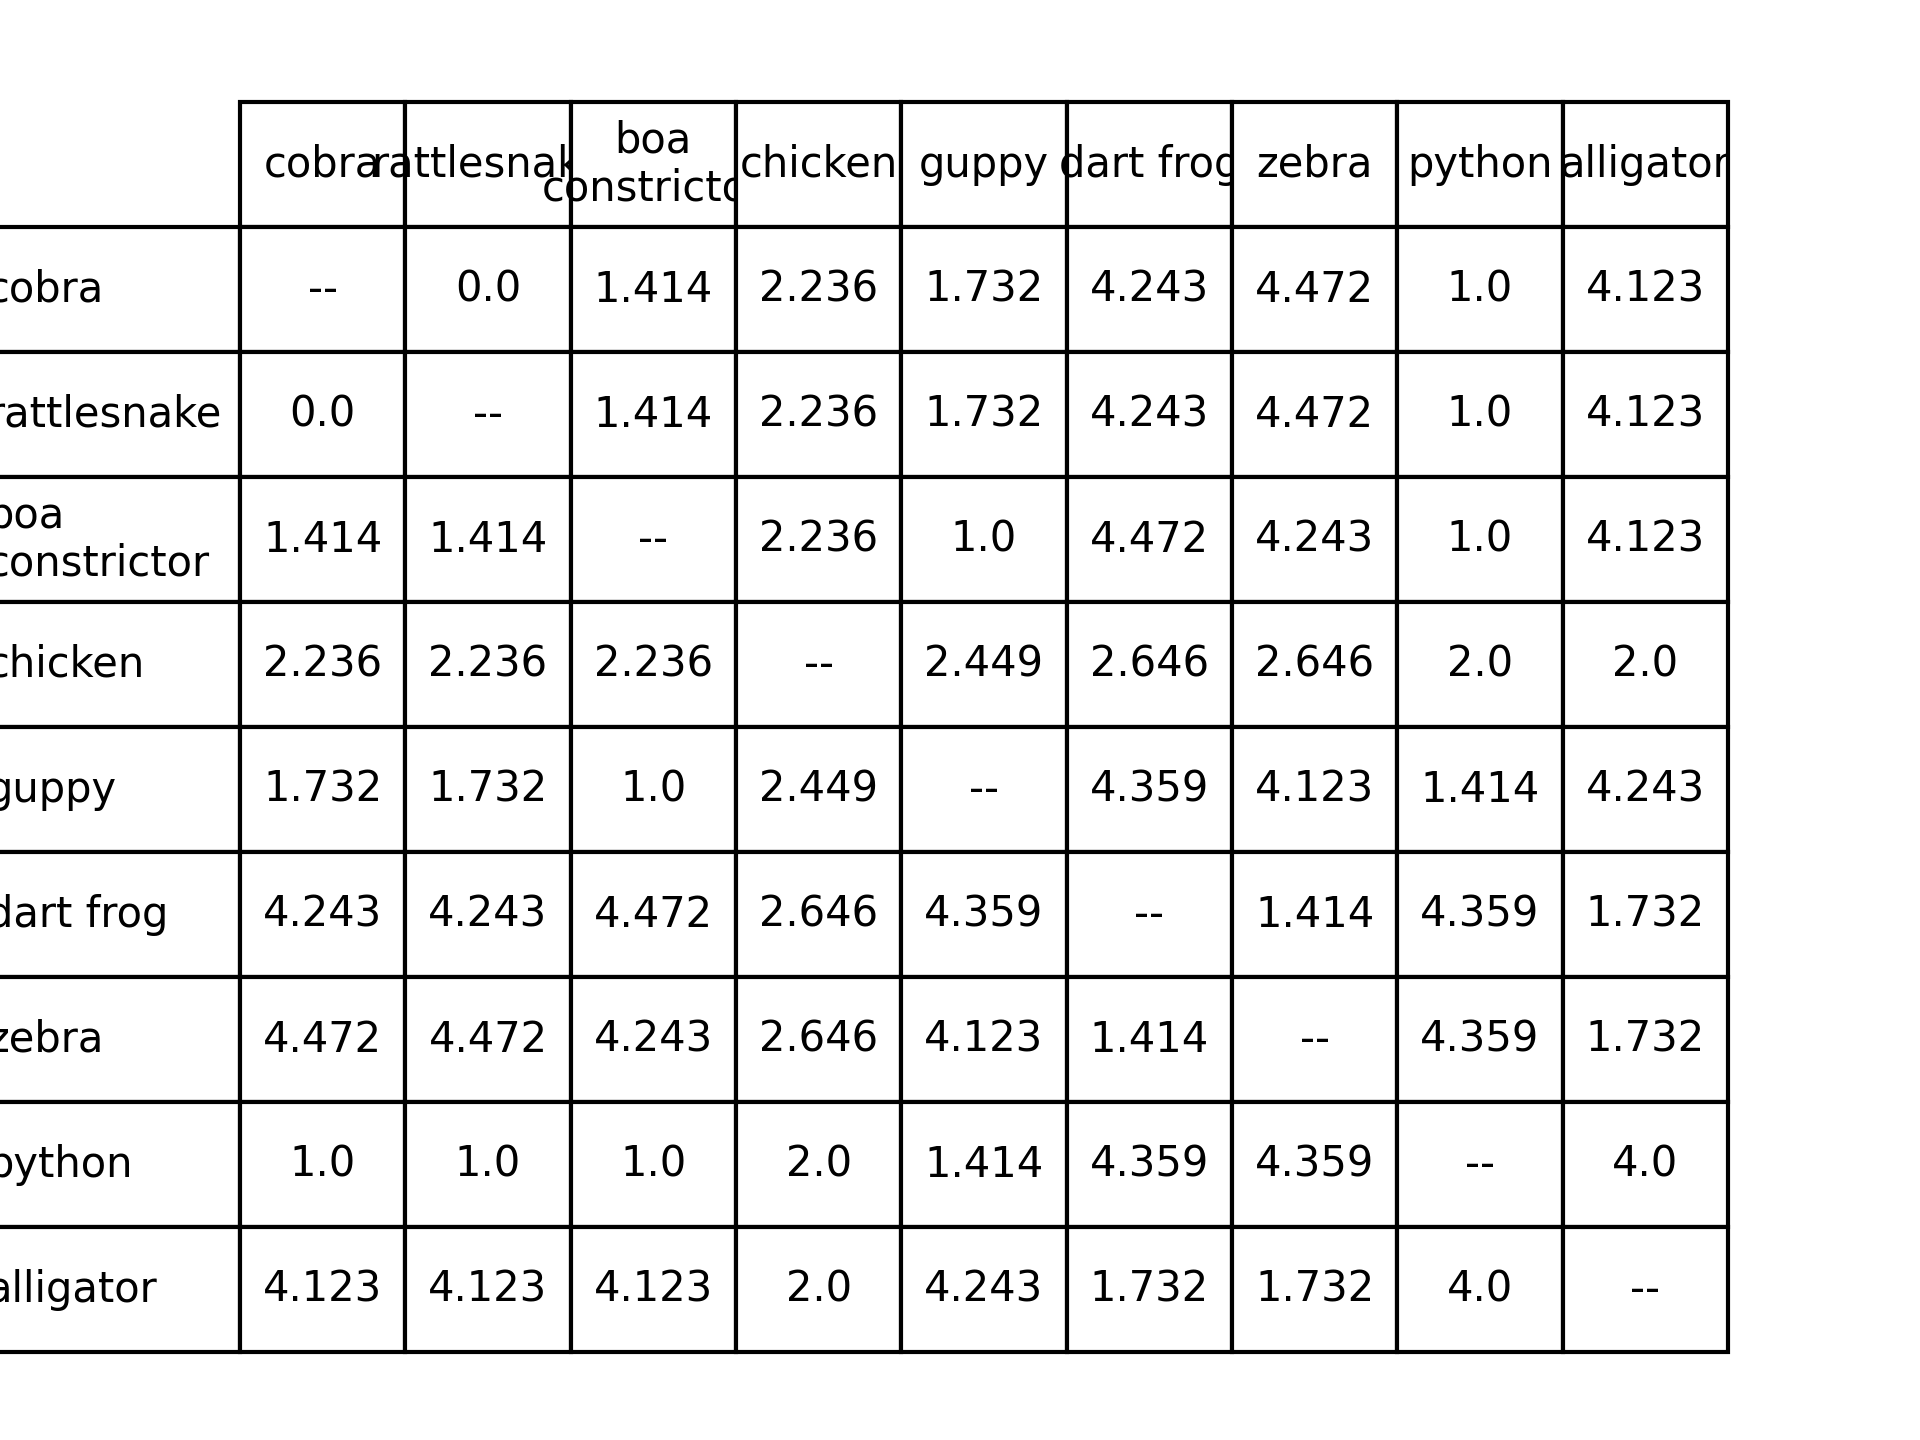 cobra rattlesnak boa chicken guppy dart frog zebra python alligator
constricto
cobra -- 0.0 1.414 2.236 1.732 4.243 4.472 1.0 4.123
rattlesnake 0.0 -- 1.414 2.236 1.732 4.243 4.472 1.0 4.123
boa
constrictor 1.414 1.414 -- 2.236 1.0 4.472 4.243 1.0 4.123
chicken 2.236 2.236 2.236 -- 2.449 2.646 2.646 2.0 2.0
guppy 1.732 1.732 1.0 2.449 -- 4.359 4.123 1.414 4.243
dart frog 4.243 4.243 4.472 2.646 4.359 -- 1.414 4.359 1.732
zebra 4.472 4.472 4.243 2.646 4.123 1.414 -- 4.359 1.732
python 1.0 1.0 1.0 2.0 1.414 4.359 4.359 -- 4.0
alligator 4.123 4.123 4.123 2.0 4.243 1.732 1.732 4.0 --